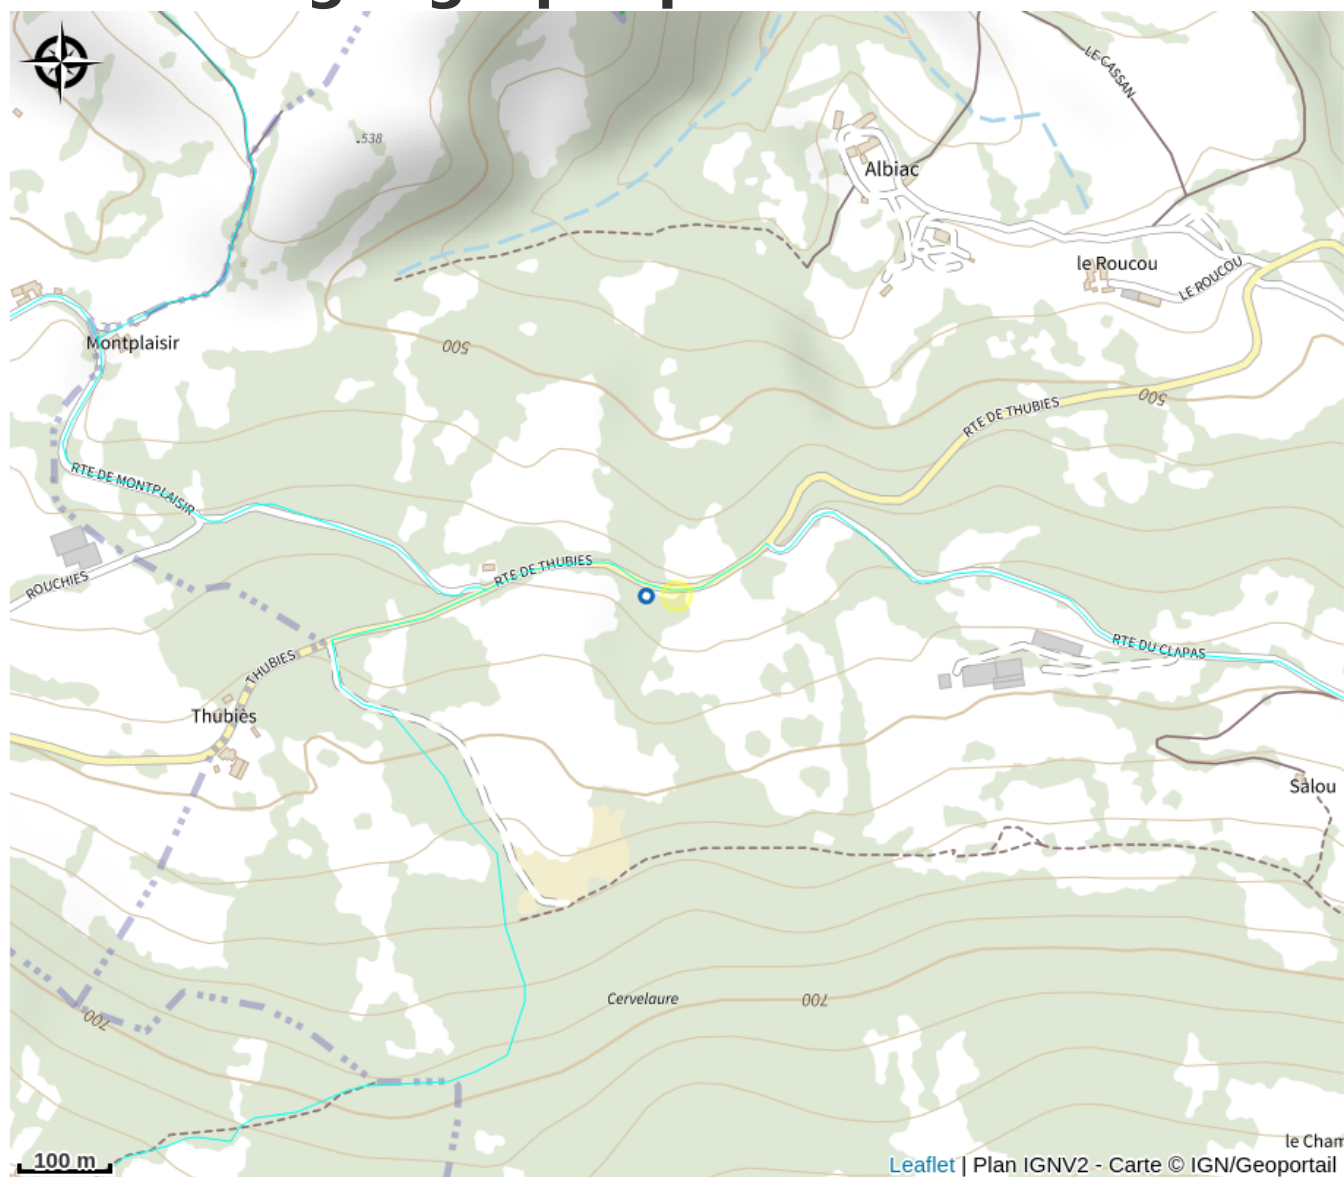 LE CASSAN
.538
Albiac
le Roucou
LE ROUCOU
Montplaisir
500
500
RTE DE THUBIES
RTE DE MONTPLAISIR
RTE DE THUBIES
ROUCHIES
RTE DU CLAPAS
THUBIES
Thubiès
Salou
Cervelaure
700
700
le Cham
100 m
Leaflet | Plan IGNV2 - Carte © IGN/Geoportail